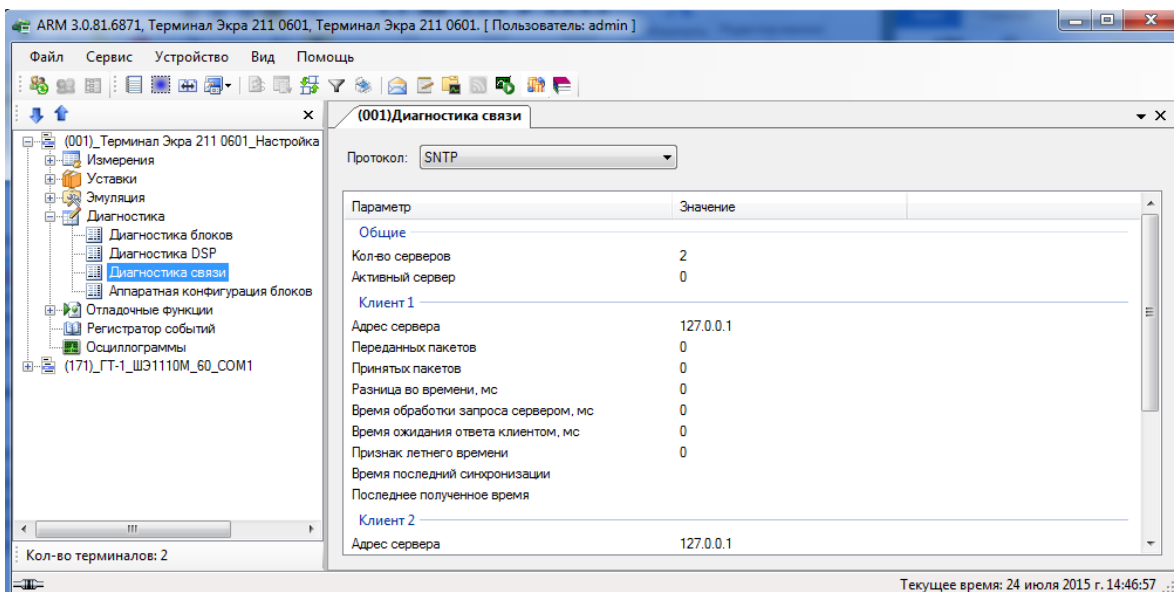 ARM 3.0.81.6871, Терминал Экра 211 0601, Терминал Экра 211 0601. [ Пользователь: admin ]
Файл Сервис Устройство Вид Помощь
(001)_Терминал Экра 211 0601_Настройка
Измерения
Уставки
Эмуляция
Диагностика
Диагностика блоков
Диагностика DSP
Диагностика связи
Аппаратная конфигурация блоков
Отладочные функции
Регистратор событий
Осциллограммы
(171)_ГТ-1_ШЭ1110М_60_COM1
Кол-во терминалов: 2
(001)Диагностика связи
Протокол: SNTP
Параметр Значение
Общие
Кол-во серверов 2
Активный сервер 0
Клиент 1
Адрес сервера 127.0.0.1
Переданных пакетов 0
Принятых пакетов 0
Разница во времени, мс 0
Время обработки запроса сервером, мс 0
Время ожидания ответа клиентом, мс 0
Признак летнего времени 0
Время последний синхронизации
Последнее полученное время
Клиент 2
Адрес сервера 127.0.0.1
Текущее время: 24 июля 2015 г. 14:46:57